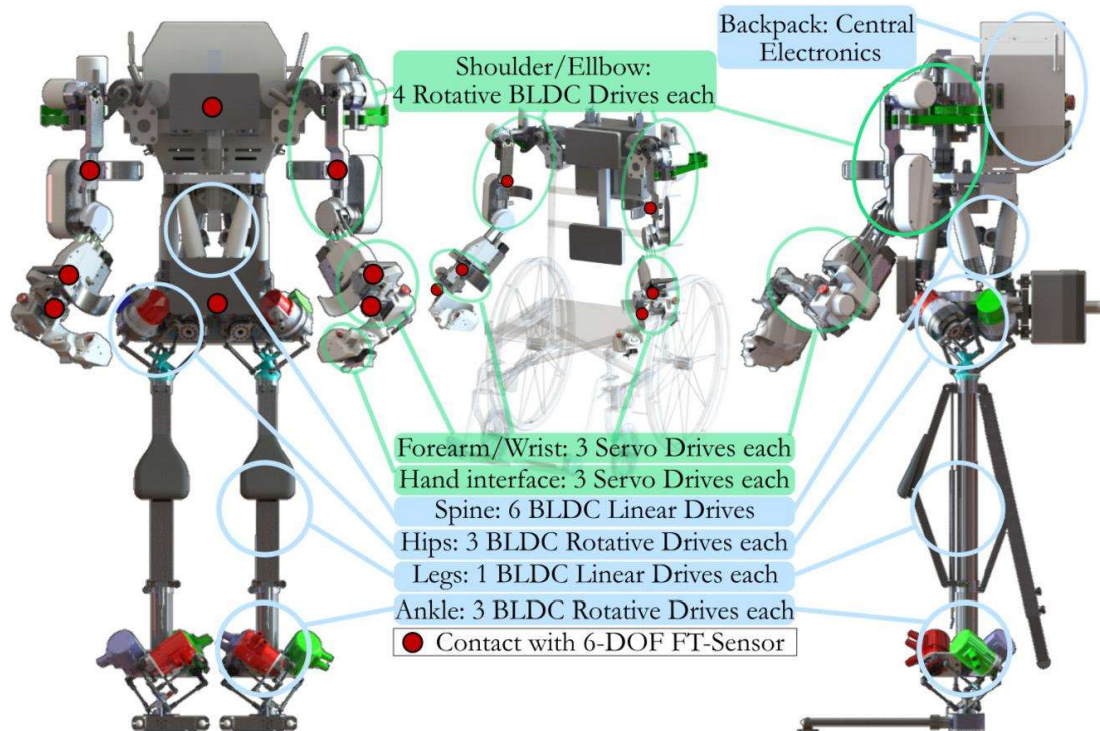 Backpack: Central
Electronics
Shoulder/Ellbow:
4 Rotative BLDC Drives each
Forearm/Wrist: 3 Servo Drives each
Hand interface: 3 Servo Drives each
Spine: 6 BLDC Linear Drives
Hips: 3 BLDC Rotative Drives each
Legs: 1 BLDC Linear Drives each
Ankle: 3 BLDC Rotative Drives each
Contact with 6-DOF FT-Sensor